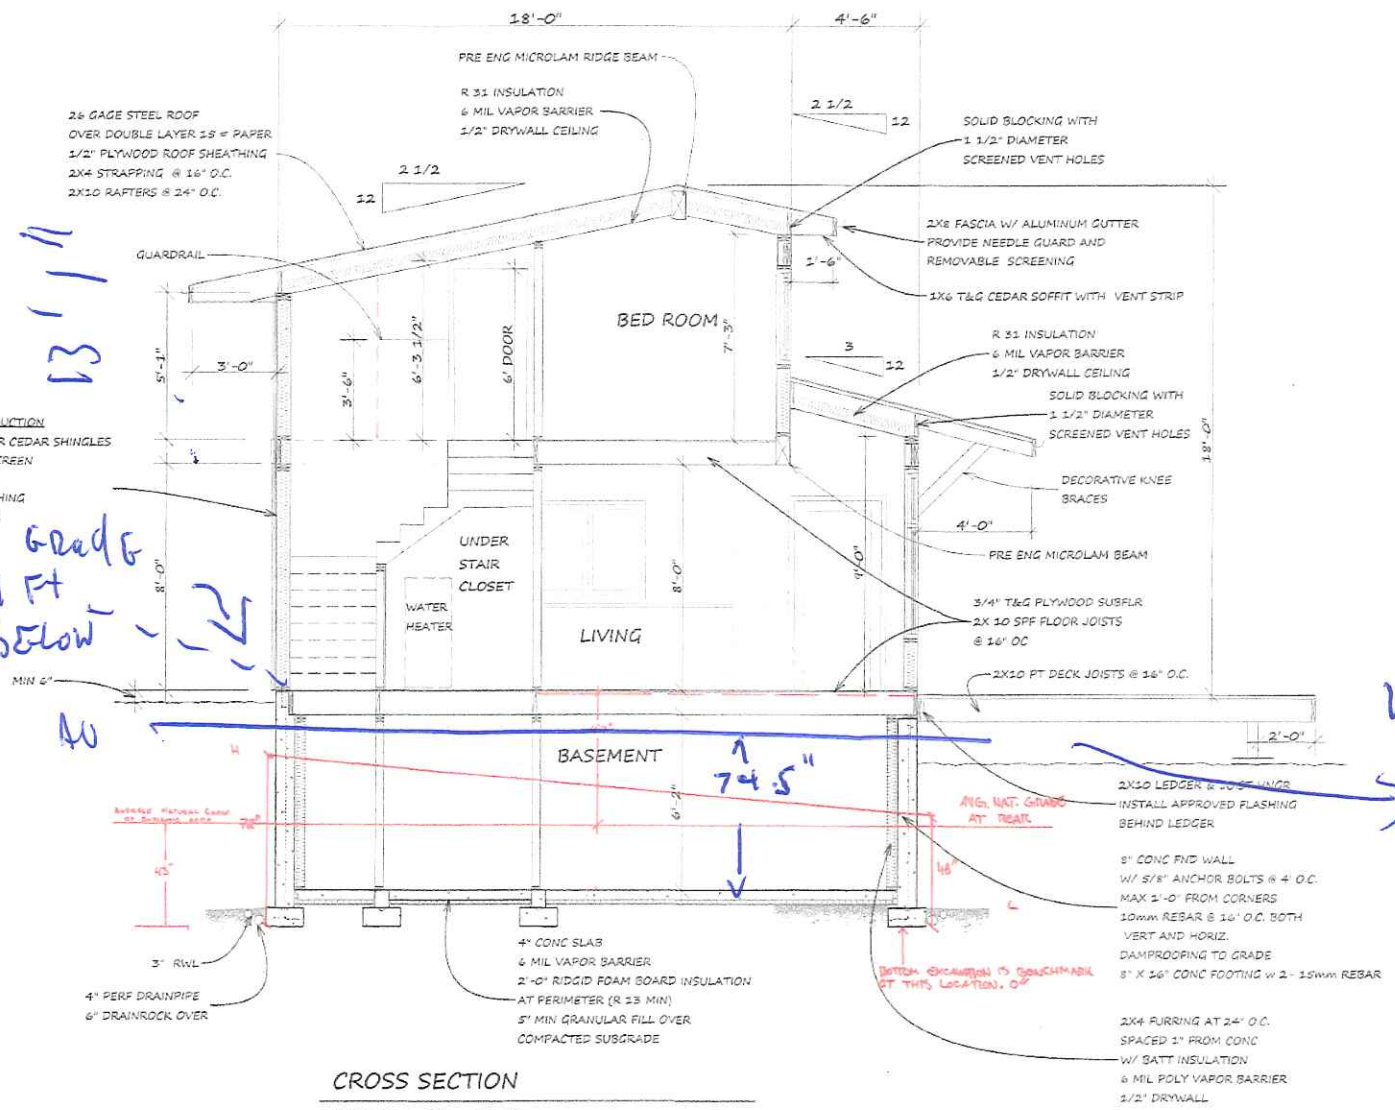 18'-0"
4'-6"
PRE ENG MICROLAM RIDGE BEAM
R 31 INSULATION
6 MIL VAPOR BARRIER
1/2" DRYWALL CEILING
26 GAGE STEEL ROOF
OVER DOUBLE LAYER 15 # PAPER
1/2" PLYWOOD ROOF SHEATHING
2X4 STRAPPING @ 16" O.C.
2X10 RAFTERS @ 24" O.C.
2 1/2
12
2 1/2
12
SOLID BLOCKING WITH
1 1/2" DIAMETER
SCREENED VENT HOLES
2X8 FASCIA W/ ALUMINUM GUTTER
PROVIDE NEEDLE GUARD AND
REMOVABLE SCREENING
1'-6"
1X6 T&G CEDAR SOFFIT WITH VENT STRIP
GUARDRAIL
BED ROOM
7'-3"
6' DOOR
6'-3 1/2"
3'-6"
3'-0"
5'-1"
3
12
R 31 INSULATION
6 MIL VAPOR BARRIER
1/2" DRYWALL CEILING
SOLID BLOCKING WITH
1 1/2" DIAMETER
SCREENED VENT HOLES
18'-0"
DECORATIVE KNEE
BRACES
4'-0"
PRE ENG MICROLAM BEAM
UCTION
R CEDAR SHINGLES
CREEN
HING
GRADE
1 Ft
BELOW
8'-0"
UNDER
STAIR
CLOSET
WATER
HEATER
LIVING
8'-0"
9'-0"
3/4" T&G PLYWOOD SUBFLR
2X 10 SPF FLOOR JOISTS
@ 16" OC
2X10 PT DECK JOISTS @ 16" O.C.
MIN 6"
2'-0"
BASEMENT
74.5"
6'-2"
H
72"
43"
AVG. NAT. GRADE
AT REAR
48"
L
2X10 LEDGER & JOIST HNGR
INSTALL APPROVED FLASHING
BEHIND LEDGER
8" CONC FND WALL
W/ 5/8" ANCHOR BOLTS @ 4' O.C.
MAX 1'-0" FROM CORNERS
10mm REBAR @ 16" O.C. BOTH
VERT AND HORIZ.
DAMPROOFING TO GRADE
8" X 16" CONC FOOTING w 2- 15mm REBAR
BOTTOM EXCAVATION IS BENCHMARK
AT THIS LOCATION. 0"
3" RWL
4" PERF DRAINPIPE
6" DRAINROCK OVER
4" CONC SLAB
6 MIL VAPOR BARRIER
2'-0" RIDGID FOAM BOARD INSULATION
AT PERIMETER (R 13 MIN)
5" MIN GRANULAR FILL OVER
COMPACTED SUBGRADE
2X4 FURRING AT 24" O.C.
SPACED 1" FROM CONC
W/ BATT INSULATION
6 MIL POLY VAPOR BARRIER
1/2" DRYWALL
CROSS SECTION